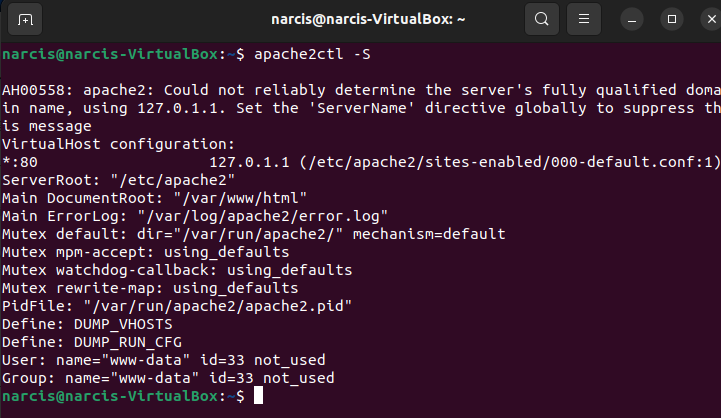 narcis@narcis-VirtualBox: ~
narcis@narcis-VirtualBox:~$ apache2ctl -S
AH00558: apache2: Could not reliably determine the server's fully qualified doma
in name, using 127.0.1.1. Set the 'ServerName' directive globally to suppress th
is message
VirtualHost configuration:
*:80                   127.0.1.1 (/etc/apache2/sites-enabled/000-default.conf:1)
ServerRoot: "/etc/apache2"
Main DocumentRoot: "/var/www/html"
Main ErrorLog: "/var/log/apache2/error.log"
Mutex default: dir="/var/run/apache2/" mechanism=default
Mutex mpm-accept: using_defaults
Mutex watchdog-callback: using_defaults
Mutex rewrite-map: using_defaults
PidFile: "/var/run/apache2/apache2.pid"
Define: DUMP_VHOSTS
Define: DUMP_RUN_CFG
User: name="www-data" id=33 not_used
Group: name="www-data" id=33 not_used
narcis@narcis-VirtualBox:~$